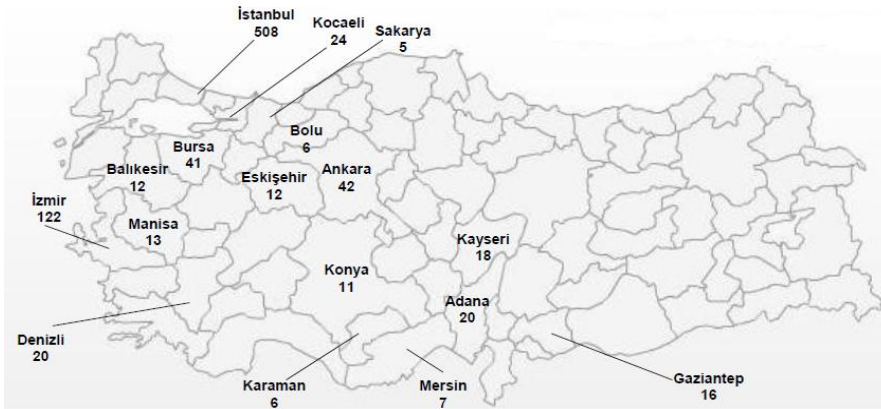 İstanbul
508
Kocaeli
24
Sakarya
5
Bolu
6
Bursa
41
Balıkesir
12
Eskişehir
12
Ankara
42
İzmir
122
Manisa
13
Kayseri
18
Konya
11
Adana
20
Denizli
20
Karaman
6
Mersin
7
Gaziantep
16